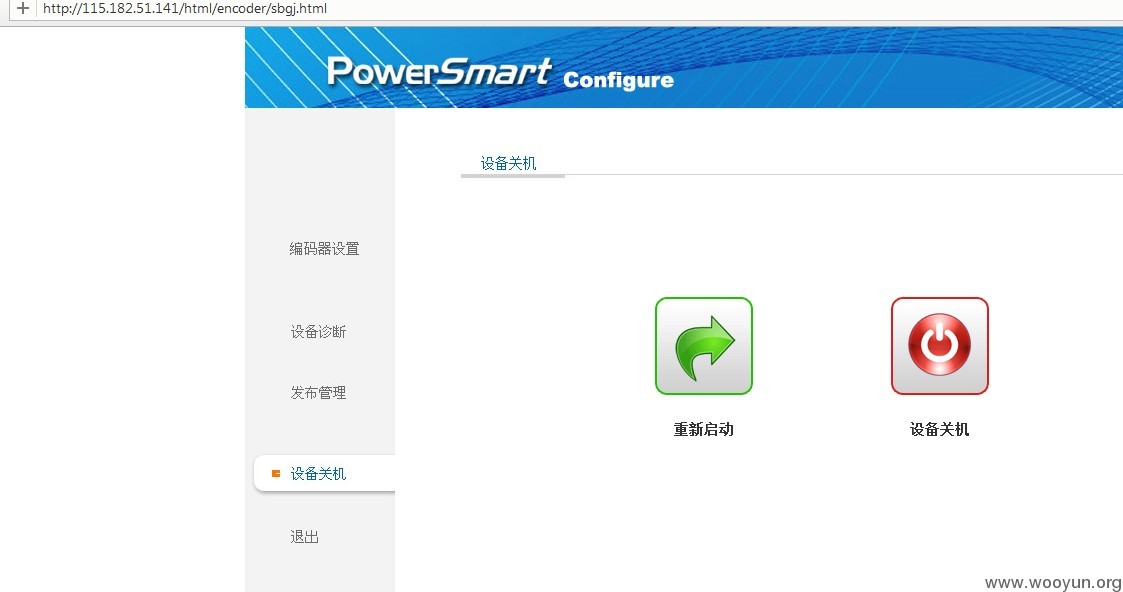 http://115.182.51.141/html/encoder/sbgj.html
PowerSmart Configure
设备关机
编码器设置
设备诊断
发布管理
重新启动
设备关机
设备关机
退出
www.wooyun.org